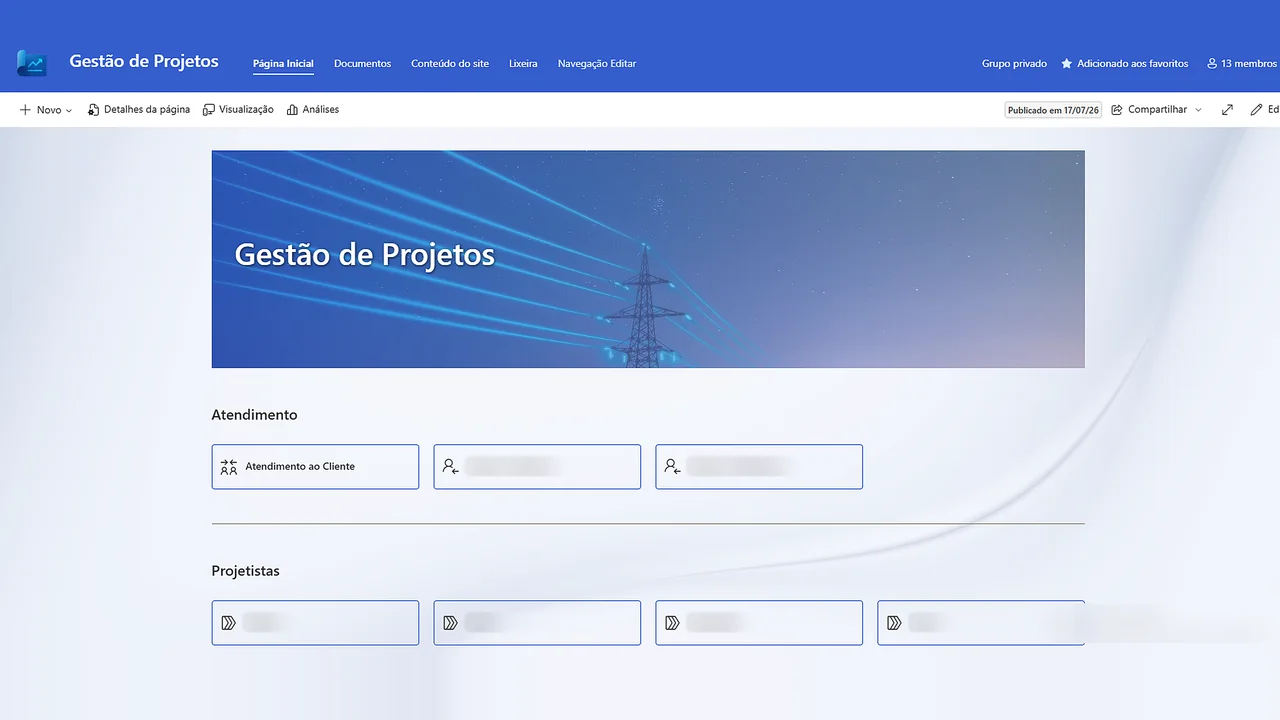 Gestão de Projetos
Página Inicial
Documentos
Conteúdo do site
Lixeira
Navegação Editar
Grupo privado
Adicionado aos favoritos
13 membros
Novo
Detalhes da página
Visualização
Análises
Publicado em 17/07/26
Compartilhar
Ed
Gestão de Projetos
Atendimento
Atendimento ao Cliente
Projetistas